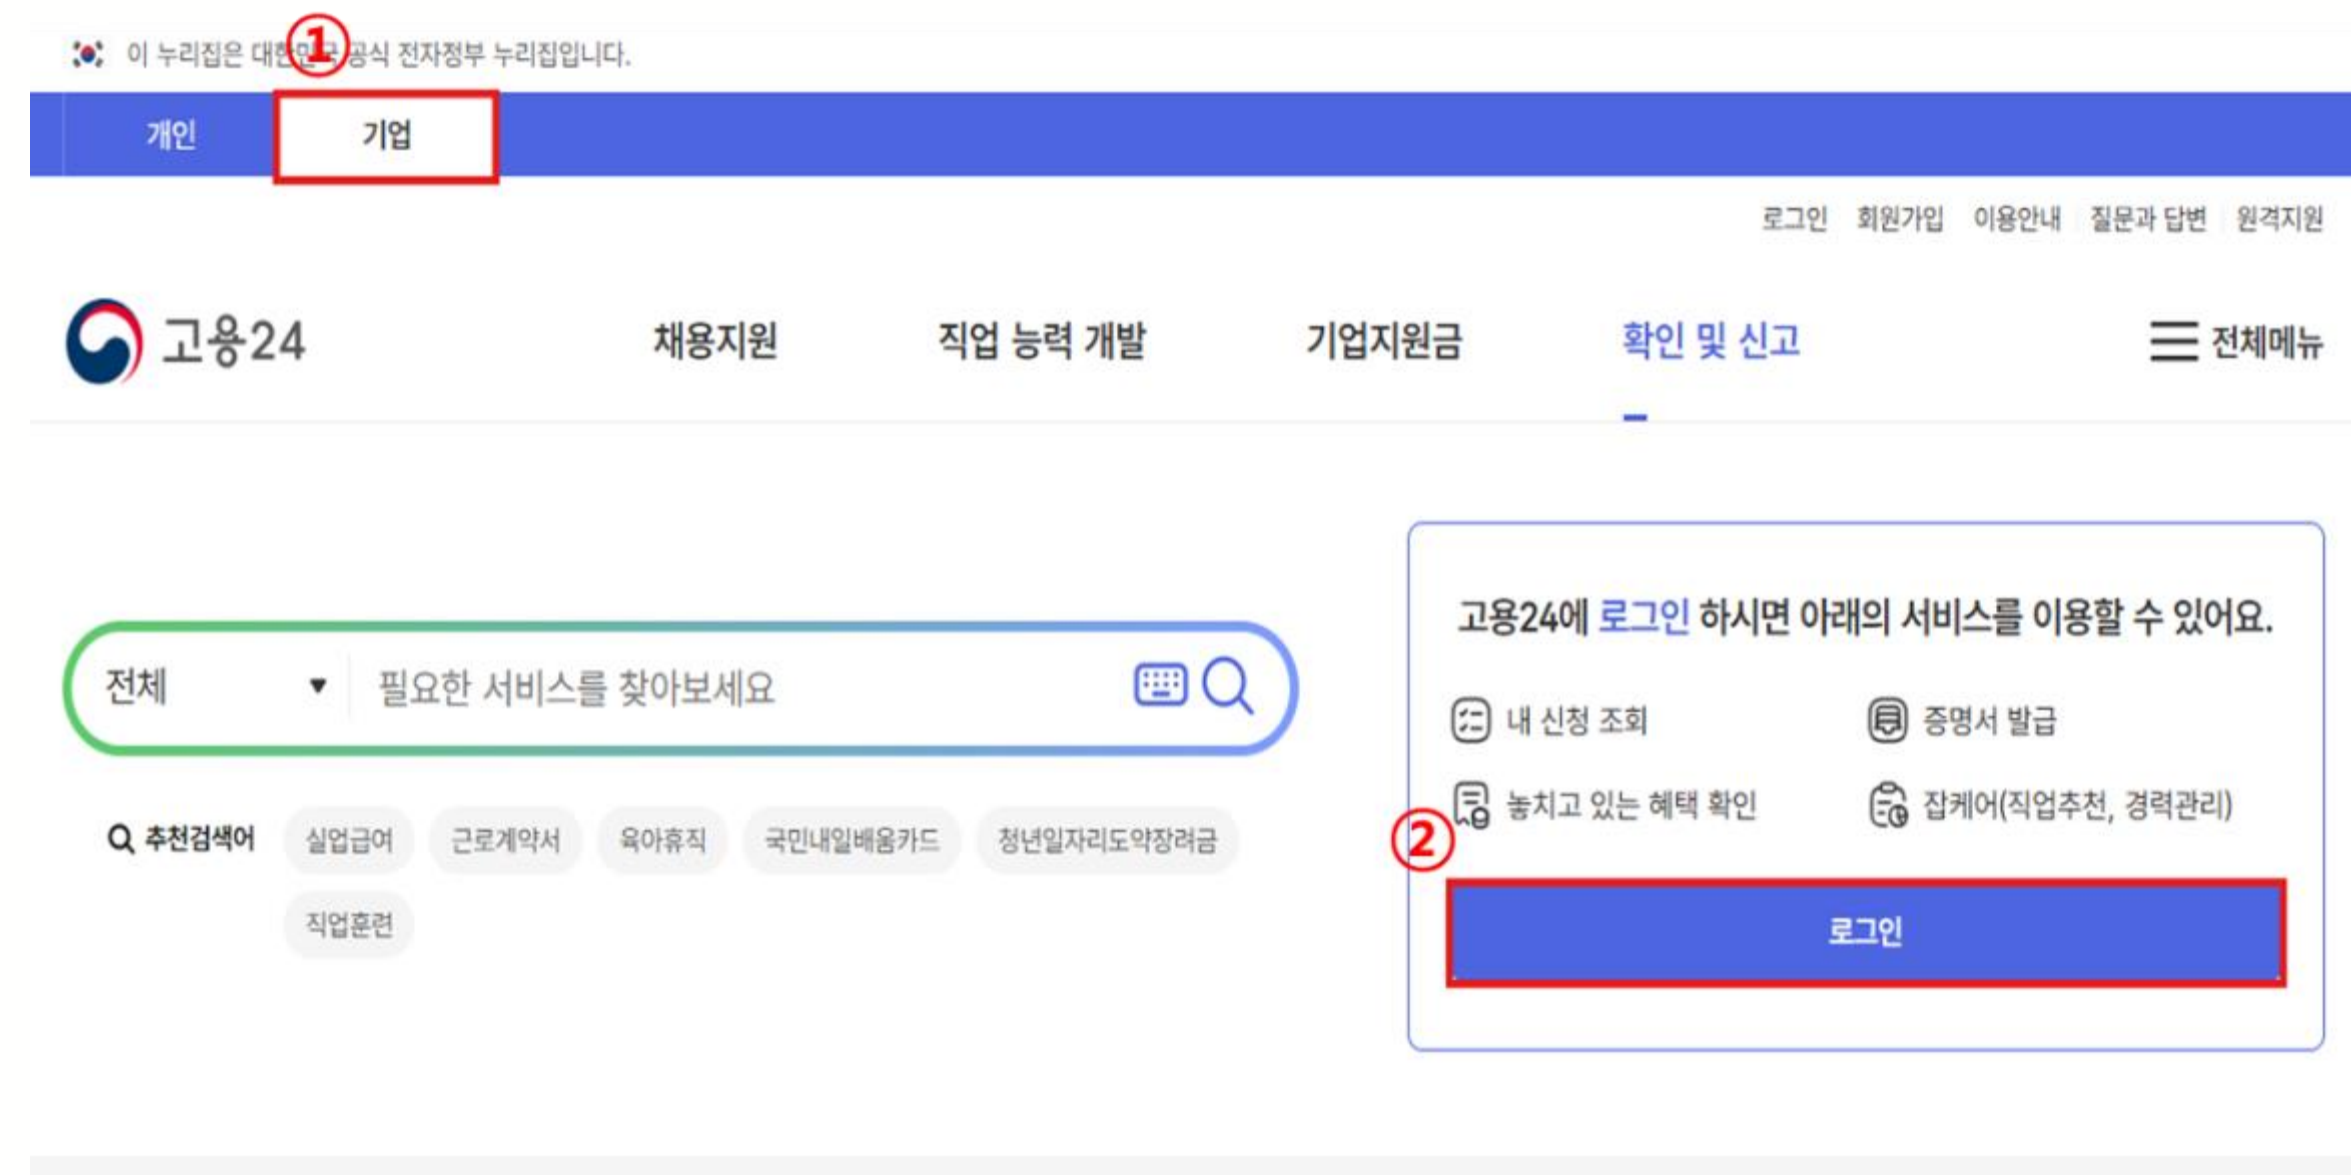 ①
이 누리집은 대한민국 공식 전자정부 누리집입니다.
개인 기업
로그인 회원가입 이용안내 질문과 답변 원격지원
고용24 채용지원 직업 능력 개발 기업지원금 확인 및 신고 전체메뉴
고용24에 로그인 하시면 아래의 서비스를 이용할 수 있어요.
전체 필요한 서비스를 찾아보세요
내 신청 조회 증명서 발급
놓치고 있는 혜택 확인 잡케어(직업추천, 경력관리)
추천검색어 실업급여 근로계약서 육아휴직 국민내일배움카드 청년일자리도약장려금
직업훈련
②
로그인